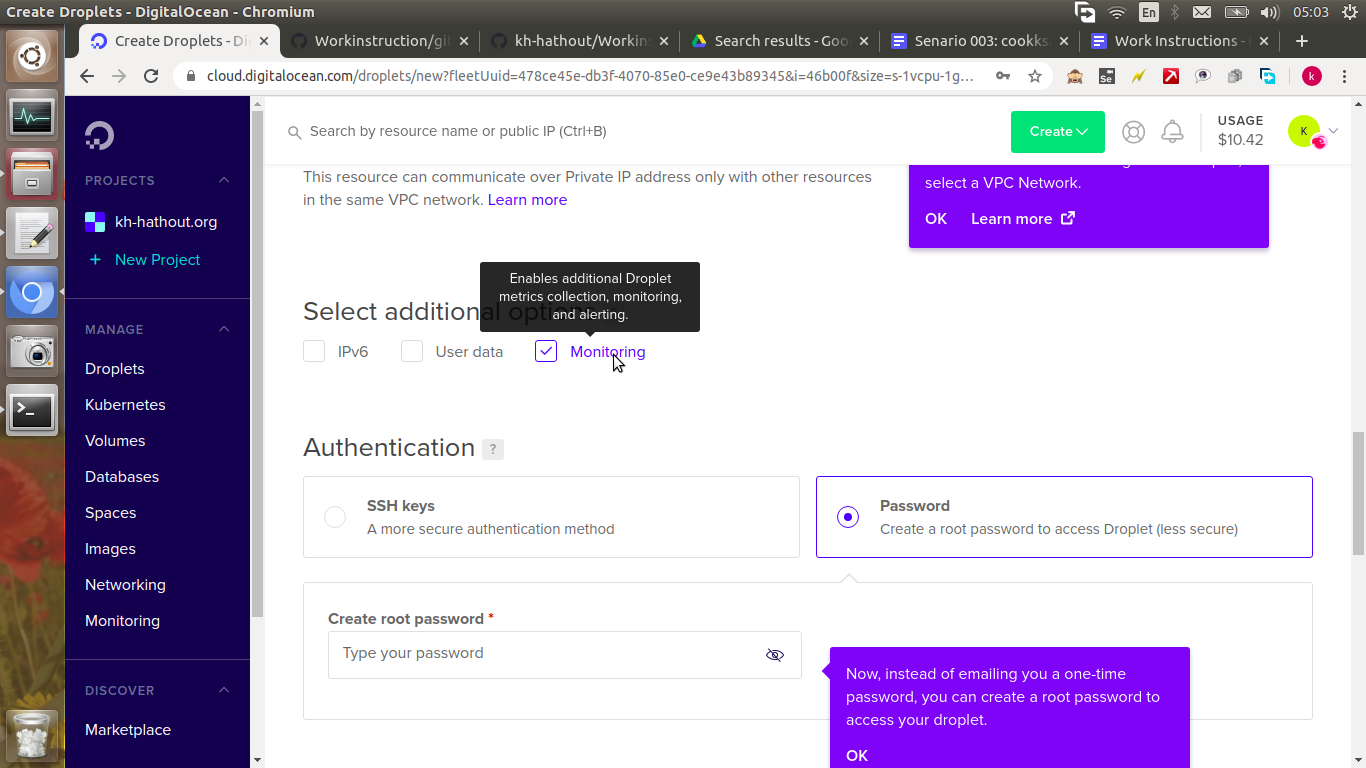 Create Droplets - DigitalOcean - Chromium
En
05:03
Create Droplets - Di
Workinstruction/gi
kh-hathout/Workin
Search results - Goo
Senario 003: cookks
Work Instructions -
cloud.digitalocean.com/droplets/new?fleetUuid=478ce45e-db3f-4070-85e0-ce9e43b89345&i=46b00f&size=s-1vcpu-1g...
Se
k
Search by resource name or public IP (Ctrl+B)
Create
USAGE
$10.42
K
PROJECTS
kh-hathout.org
+ New Project
MANAGE
Droplets
Kubernetes
Volumes
Databases
Spaces
Images
Networking
Monitoring
DISCOVER
Marketplace
This resource can communicate over Private IP address only with other resources
in the same VPC network. Learn more
select a VPC Network.
OK Learn more
Enables additional Droplet
metrics collection, monitoring,
and alerting.
Select additional options
IPv6
User data
Monitoring
Authentication ?
SSH keys
A more secure authentication method
Password
Create a root password to access Droplet (less secure)
Create root password *
Type your password
Now, instead of emailing you a one-time
password, you can create a root password to
access your droplet.
OK